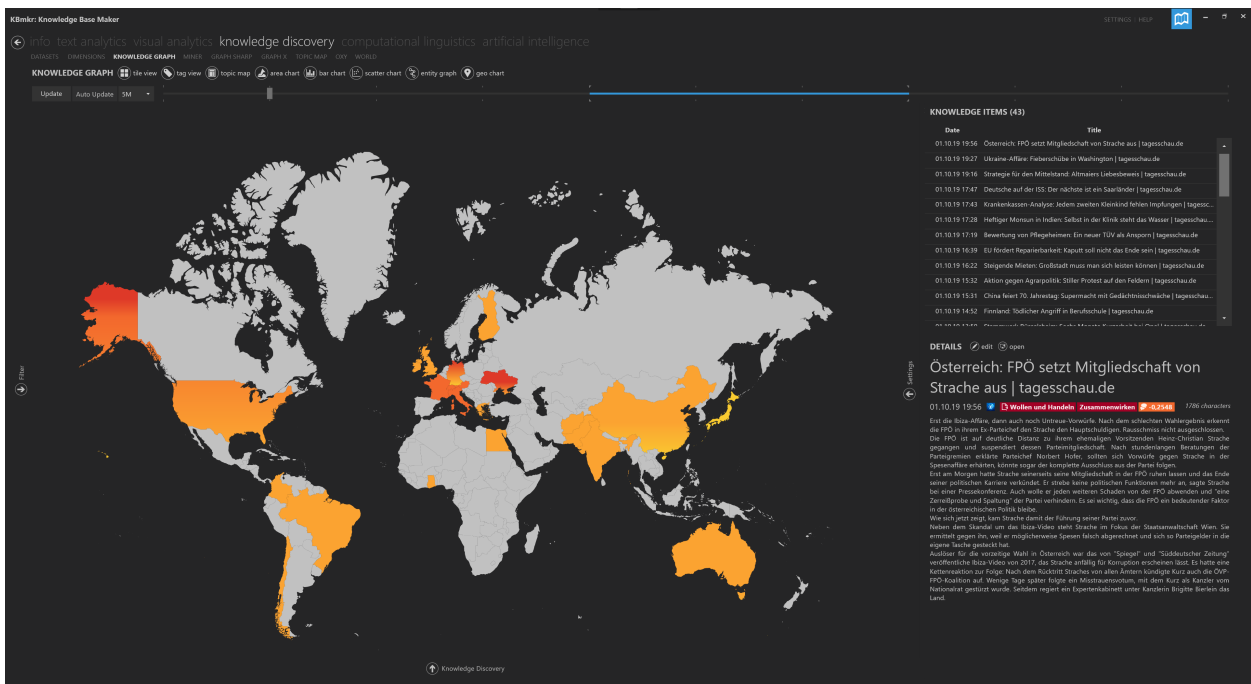 KBmkr: Knowledge Base Maker
SETTINGS | HELP
info text analytics visual analytics knowledge discovery computational linguistics artificial intelligence
DATASETS DIMENSIONS KNOWLEDGE GRAPH MINER GRAPH SHARP GRAPH X TOPIC MAP OXY WORLD
KNOWLEDGE GRAPH tile view tag view topic map area chart bar chart scatter chart entity graph geo chart
Update Auto Update 5M
Filter
Settings
Knowledge Discovery
KNOWLEDGE ITEMS (43)
Date Title
01.10.19 19:56 Österreich: FPÖ setzt Mitgliedschaft von Strache aus | tagesschau.de
01.10.19 19:27 Ukraine-Affäre: Fieberschübe in Washington | tagesschau.de
01.10.19 19:16 Strategie für den Mittelstand: Altmaiers Liebesbeweis | tagesschau.de
01.10.19 17:47 Deutsche auf der ISS: Der nächste ist ein Saarländer | tagesschau.de
01.10.19 17:43 Krankenkassen-Analyse: Jedem zweiten Kleinkind fehlen Impfungen | tagessc...
01.10.19 17:28 Heftiger Monsun in Indien: Selbst in der Klinik steht das Wasser | tagesschau....
01.10.19 17:19 Bewertung von Pflegeheimen: Ein neuer TÜV als Ansporn | tagesschau.de
01.10.19 16:39 EU fördert Reparierbarkeit: Kaputt soll nicht das Ende sein | tagesschau.de
01.10.19 16:22 Steigende Mieten: Großstadt muss man sich leisten können | tagesschau.de
01.10.19 15:32 Aktion gegen Agrarpolitik: Stiller Protest auf den Feldern | tagesschau.de
01.10.19 15:31 China feiert 70. Jahrestag: Supermacht mit Gedächtnisschwäche | tagesschau...
01.10.19 14:52 Finnland: Tödlicher Angriff in Berufsschule | tagesschau.de
DETAILS edit open
Österreich: FPÖ setzt Mitgliedschaft von
Strache aus | tagesschau.de
01.10.19 19:56 Wollen und Handeln Zusammenwirken -0,2548 1786 characters
Erst die Ibiza-Affäre, dann auch noch Untreue-Vorwürfe. Nach dem schlechten Wahlergebnis erkennt
die FPÖ in ihrem Ex-Parteichef den Strache den Hauptschuldigen. Rausschmiss nicht ausgeschlossen.
Die FPÖ ist auf deutliche Distanz zu ihrem ehemaligen Vorsitzenden Heinz-Christian Strache
gegangen und suspendiert dessen Parteimitgliedschaft. Nach stundenlangen Beratungen der
Parteigremien erklärte Parteichef Norbert Hofer, sollten sich Vorwürfe gegen Strache in der
Spesenaffäre erhärten, könnte sogar der komplette Ausschluss aus der Partei folgen.
Erst am Morgen hatte Strache seinerseits seine Mitgliedschaft in der FPÖ ruhen lassen und das Ende
seiner politischen Karriere verkündet. Er strebe keine politischen Funktionen mehr an, sagte Strache
bei einer Pressekonferenz. Auch wolle er jeden weiteren Schaden von der FPÖ abwenden und "eine
Zerreißprobe und Spaltung" der Partei verhindern. Es sei wichtig, dass die FPÖ ein bedeutender Faktor
in der österreichischen Politik bleibe.
Wie sich jetzt zeigt, kam Strache damit der Führung seiner Partei zuvor.
Neben dem Skandal um das Ibiza-Video steht Strache im Fokus der Staatsanwaltschaft Wien. Sie
ermittelt gegen ihn, weil er möglicherweise Spesen falsch abgerechnet und sich so Parteigelder in die
eigene Tasche gesteckt hat.
Auslöser für die vorzeitige Wahl in Österreich war das von "Spiegel" und "Süddeutscher Zeitung"
veröffentliche Ibiza-Video von 2017, das Strache anfällig für Korruption erscheinen lässt. Es hatte eine
Kettenreaktion zur Folge: Nach dem Rücktritt Straches von allen Ämtern kündigte Kurz auch die ÖVP-
FPÖ-Koalition auf. Wenige Tage später folgte ein Misstrauensvotum, mit dem Kurz als Kanzler vom
Nationalrat gestürzt wurde. Seitdem regiert ein Expertenkabinett unter Kanzlerin Brigitte Bierlein das
Land.